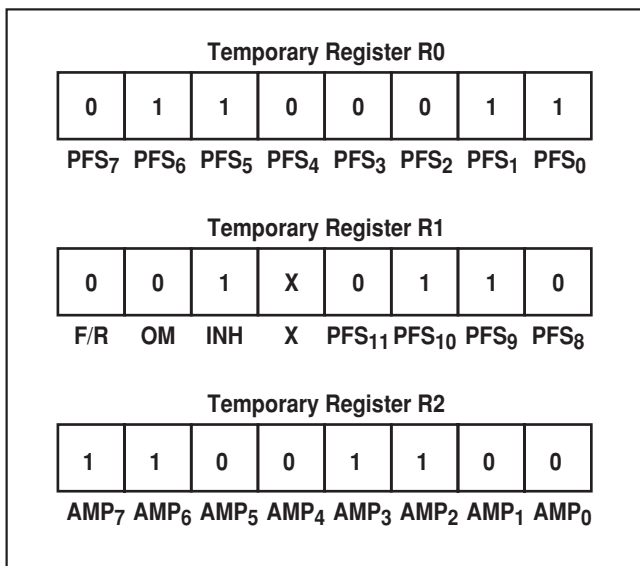 Temporary Register R0
0 1 1 0 0 0 1 1
PFS7 PFS6 PFS5 PFS4 PFS3 PFS2 PFS1 PFS0
Temporary Register R1
0 0 1 X 0 1 1 0
F/R OM INH X PFS11 PFS10 PFS9 PFS8
Temporary Register R2
1 1 0 0 1 1 0 0
AMP7 AMP6 AMP5 AMP4 AMP3 AMP2 AMP1 AMP0